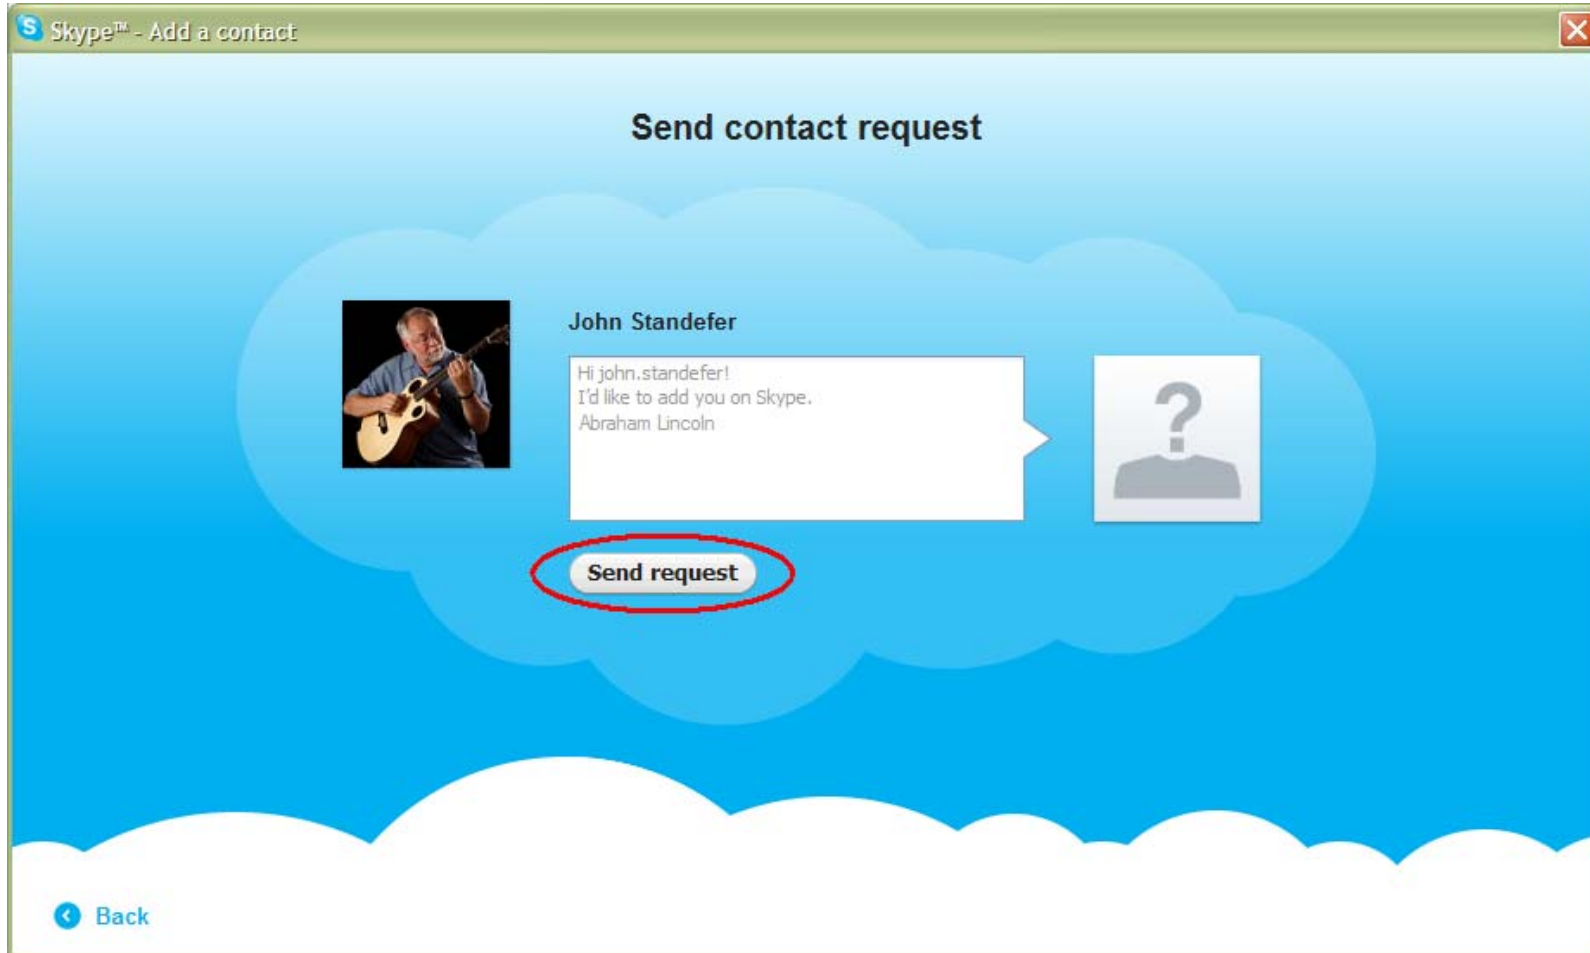 Skype™ - Add a contact
Send contact request
John Standefer
Hi john.standefer!
I'd like to add you on Skype.
Abraham Lincoln
Send request
Back